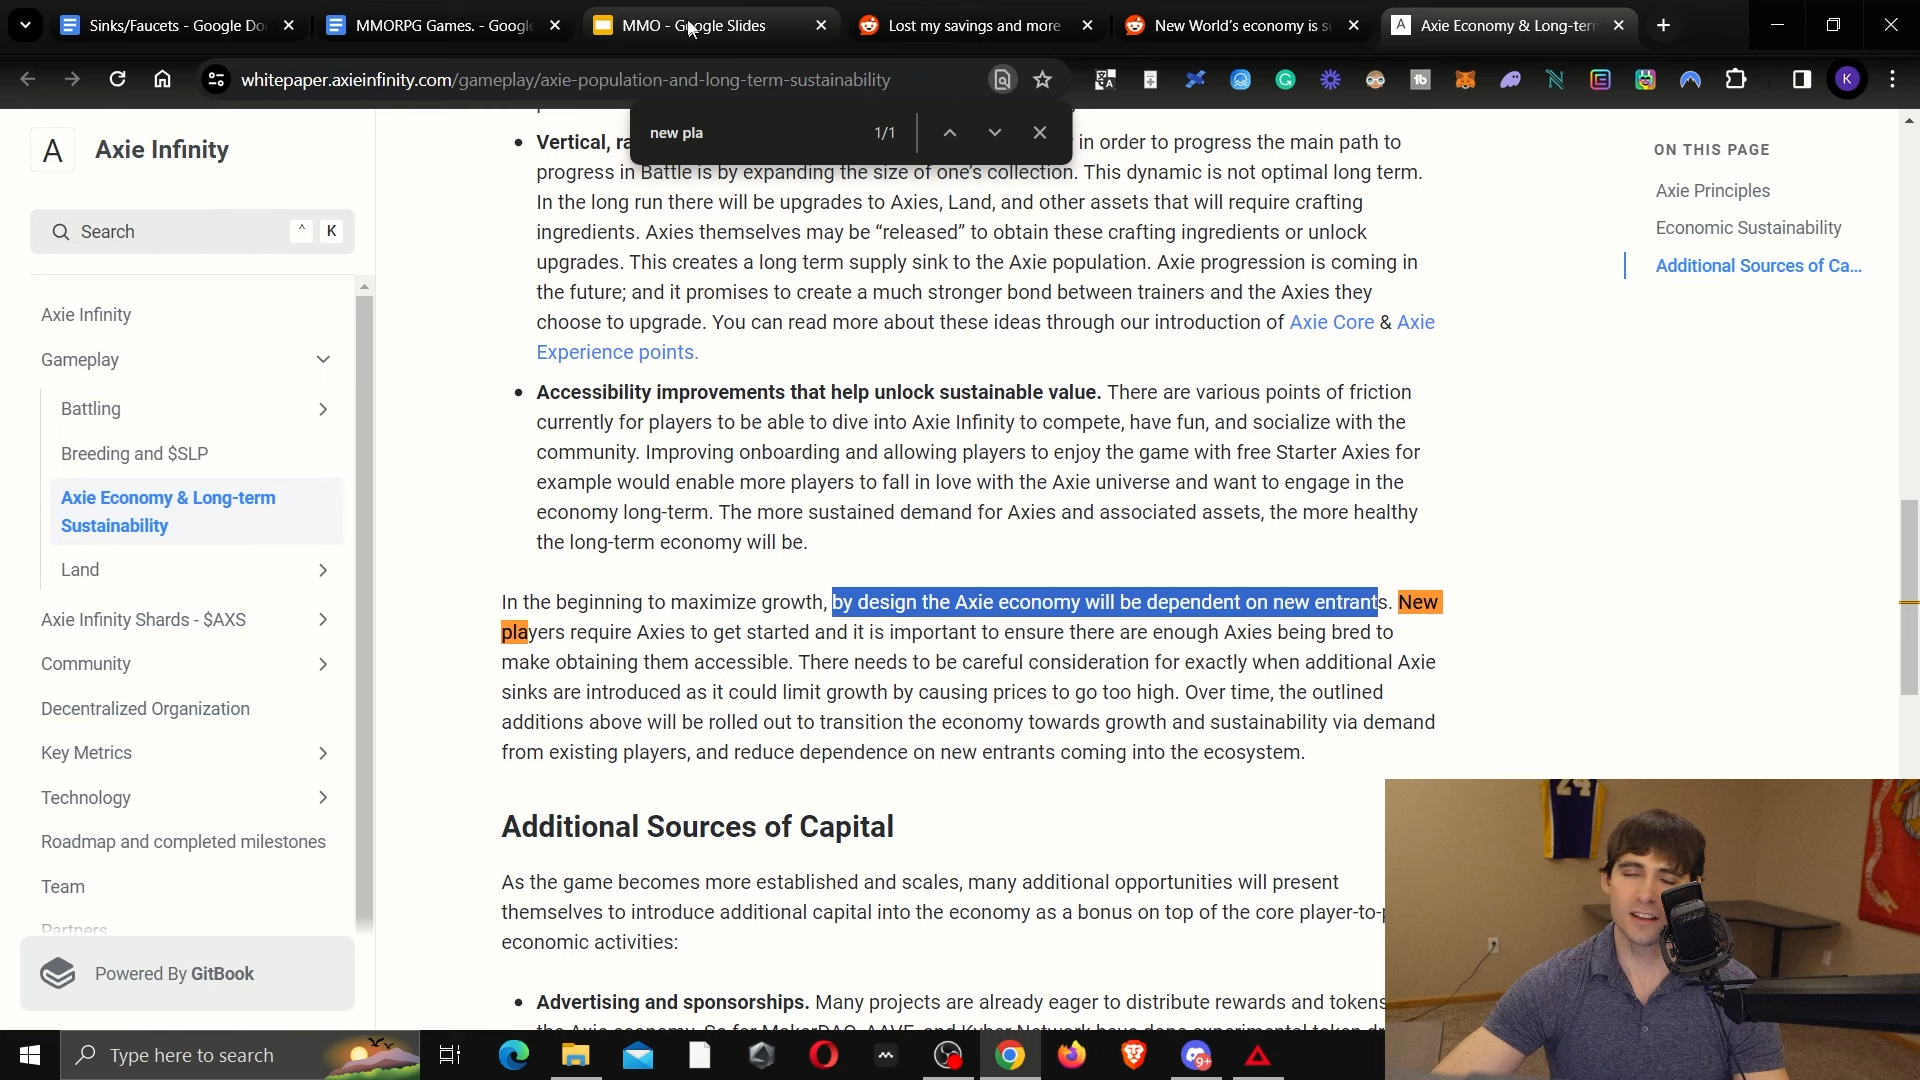 Sinks/Faucets - Google Do
MMORPG Games. - Google
MMO - Google Slides
Lost my savings and more
New World's economy is su
Axie Economy & Long-ter
whitepaper.axieinfinity.com/gameplay/axie-population-and-long-term-sustainability
K
new pla
1/1
A
Axie Infinity
Search
^ K
Axie Infinity
Gameplay
Battling
Breeding and $SLP
Axie Economy & Long-term
Sustainability
Land
Axie Infinity Shards - $AXS
Community
Decentralized Organization
Key Metrics
Technology
Roadmap and completed milestones
Team
Partners
Powered By GitBook
• Vertical, ra in order to progress the main path to
progress in Battle is by expanding the size of one's collection. This dynamic is not optimal long term.
In the long run there will be upgrades to Axies, Land, and other assets that will require crafting
ingredients. Axies themselves may be “released” to obtain these crafting ingredients or unlock
upgrades. This creates a long term supply sink to the Axie population. Axie progression is coming in
the future; and it promises to create a much stronger bond between trainers and the Axies they
choose to upgrade. You can read more about these ideas through our introduction of Axie Core & Axie
Experience points.
• Accessibility improvements that help unlock sustainable value. There are various points of friction
currently for players to be able to dive into Axie Infinity to compete, have fun, and socialize with the
community. Improving onboarding and allowing players to enjoy the game with free Starter Axies for
example would enable more players to fall in love with the Axie universe and want to engage in the
economy long-term. The more sustained demand for Axies and associated assets, the more healthy
the long-term economy will be.
In the beginning to maximize growth, by design the Axie economy will be dependent on new entrants. New
players require Axies to get started and it is important to ensure there are enough Axies being bred to
make obtaining them accessible. There needs to be careful consideration for exactly when additional Axie
sinks are introduced as it could limit growth by causing prices to go too high. Over time, the outlined
additions above will be rolled out to transition the economy towards growth and sustainability via demand
from existing players, and reduce dependence on new entrants coming into the ecosystem.
Additional Sources of Capital
As the game becomes more established and scales, many additional opportunities will present
themselves to introduce additional capital into the economy as a bonus on top of the core player-to-p
economic activities:
• Advertising and sponsorships. Many projects are already eager to distribute rewards and tokens
ON THIS PAGE
Axie Principles
Economic Sustainability
Additional Sources of Ca...
24
Type here to search
9+